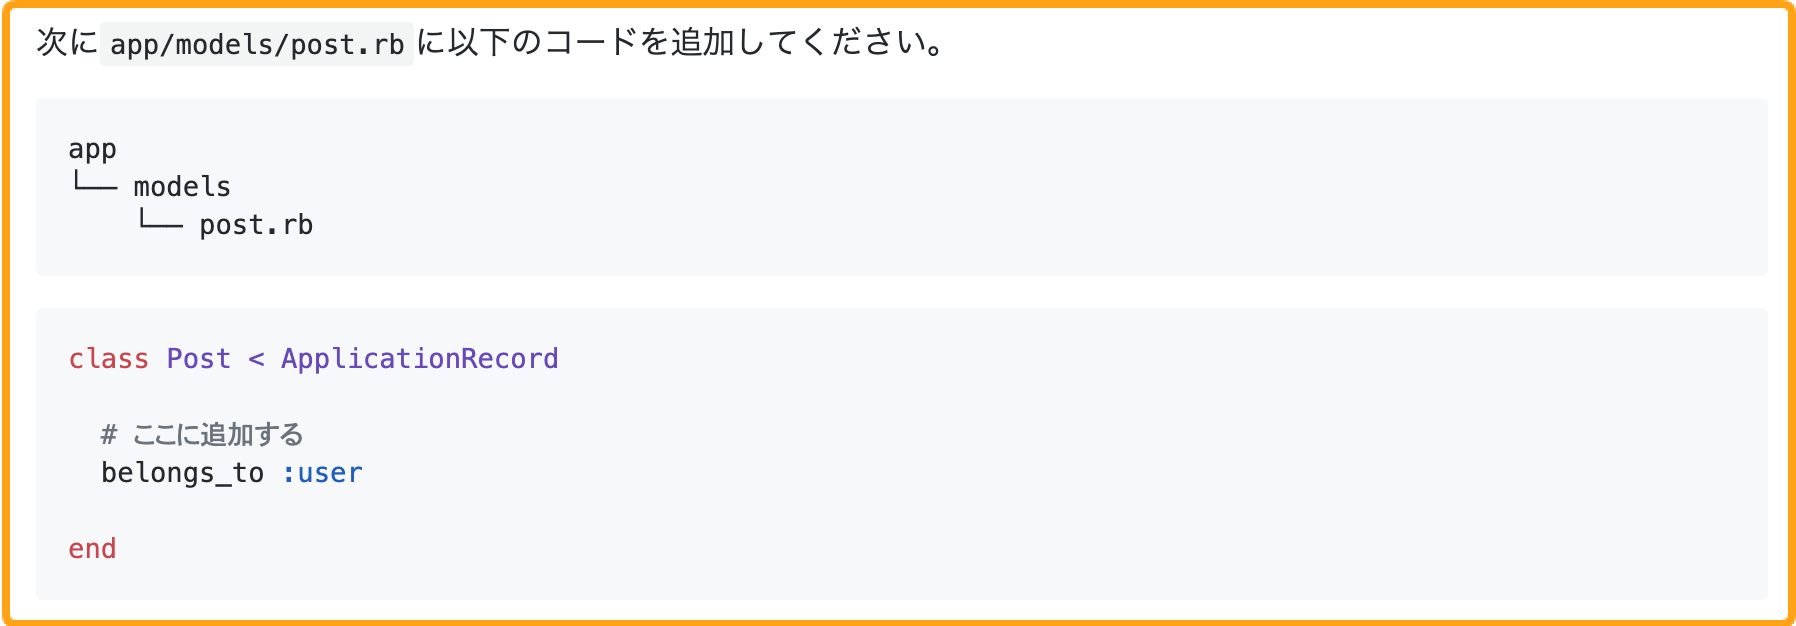 次に app/models/post.rb に以下のコードを追加してください。
app
└── models
    └── post.rb
class Post < ApplicationRecord
  # ここに追加する
  belongs_to :user
end